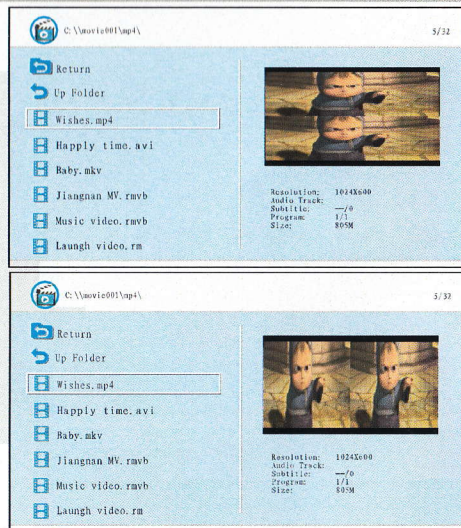 C:\\movie001\mp4\
5/32
Return
Up Folder
Wishes.mp4
Happly time.avi
Baby.mkv
Jiangnan MV.rmvb
Music video.rmvb
Laungh video.rm
Resolution: 1024X600
Audio Track:
Subtitle: —/0
Program: 1/1
Size: 805M
C:\\movie001\mp4\
5/32
Return
Up Folder
Wishes.mp4
Happly time.avi
Baby.mkv
Jiangnan MV.rmvb
Music video.rmvb
Laungh video.rm
Resolution: 1024X600
Audio Track:
Subtitle: —/0
Program: 1/1
Size: 805M